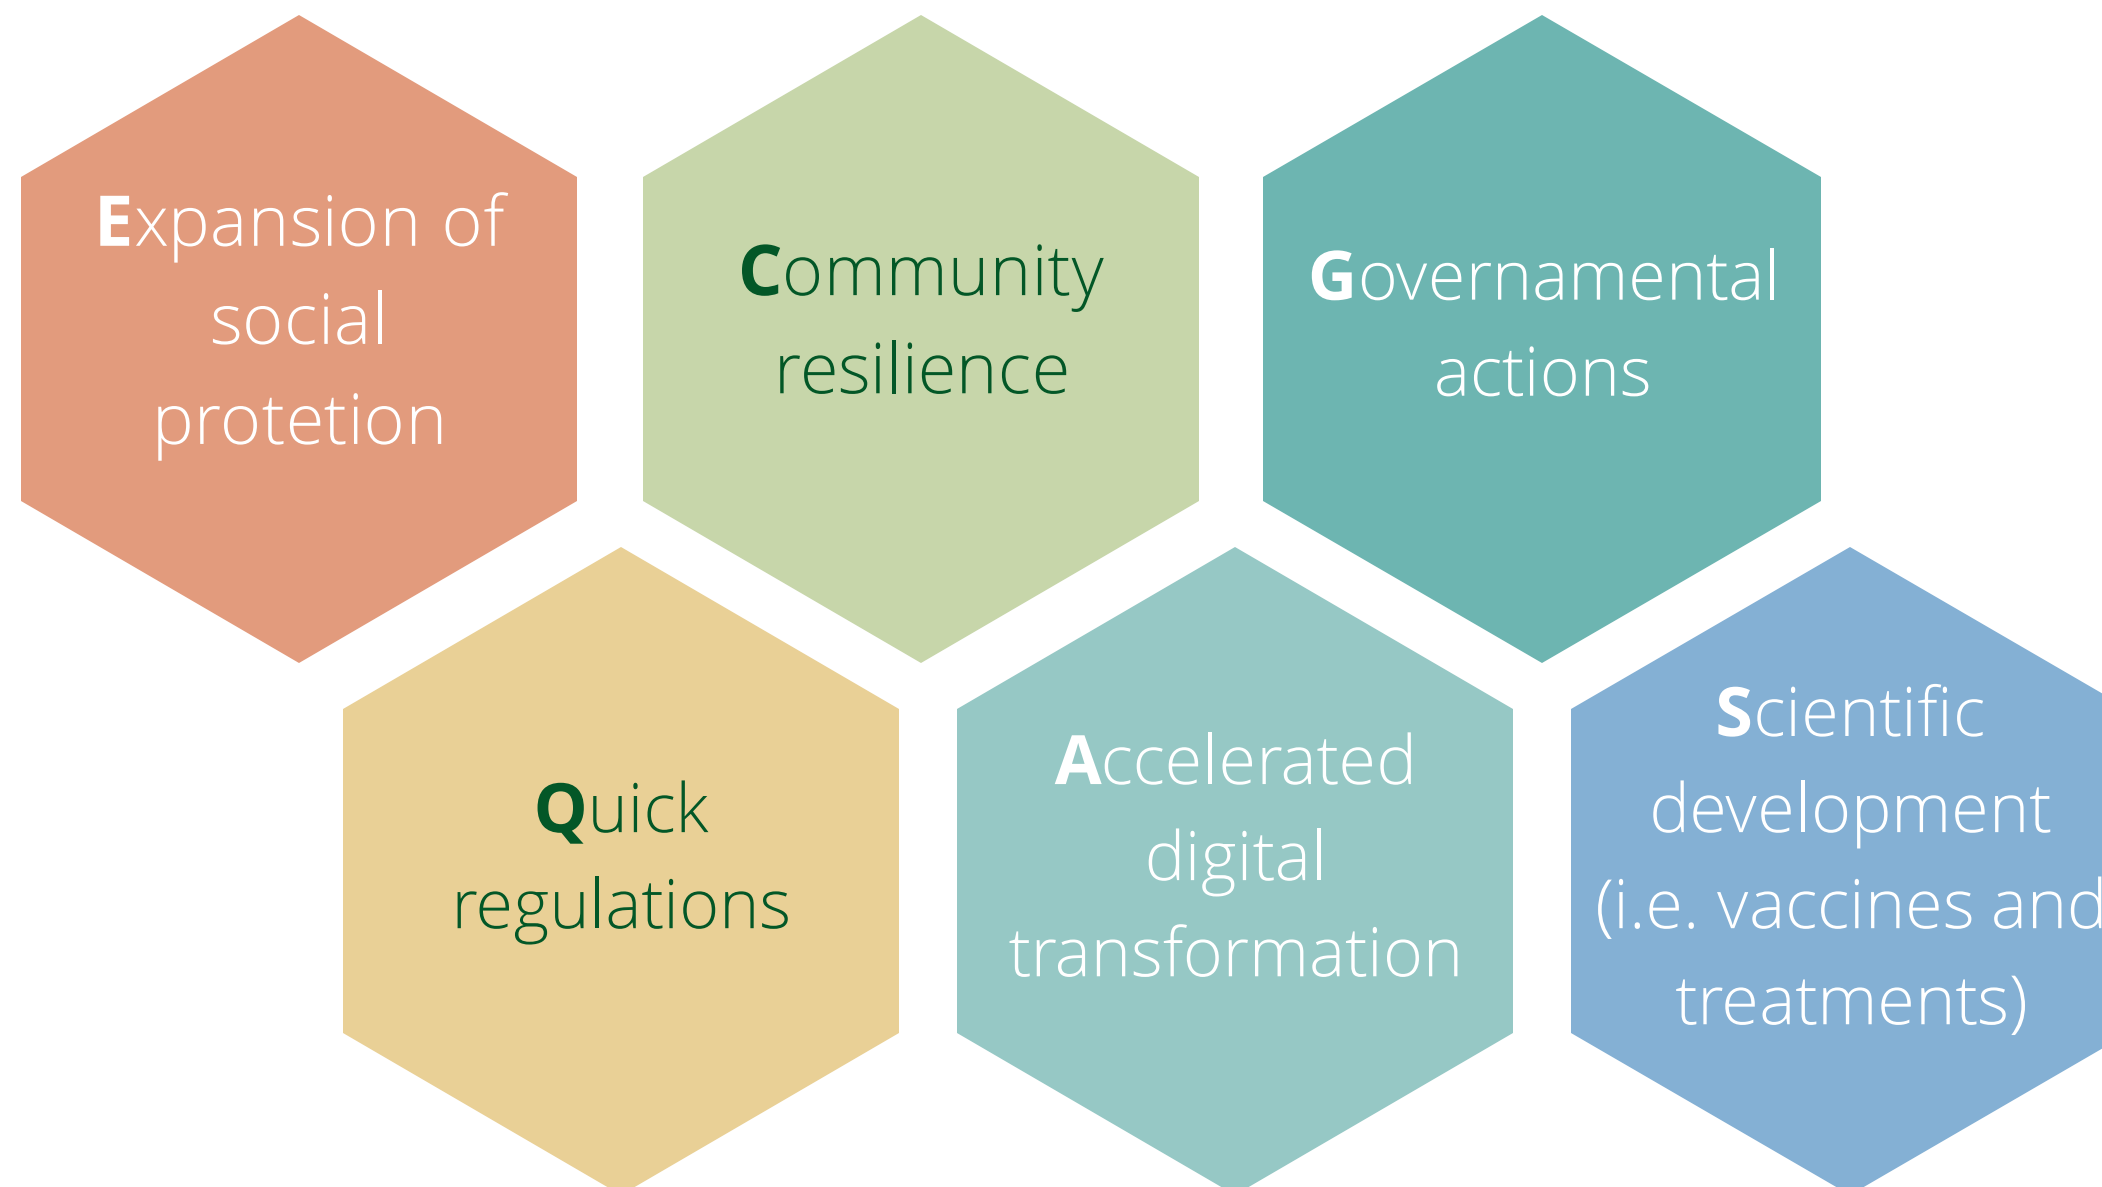 Expansion of
social
protetion
Community
resilience
Governamental
actions
Quick
regulations
Accelerated
digital
transformation
Scientific
development
(i.e. vaccines and
treatments)